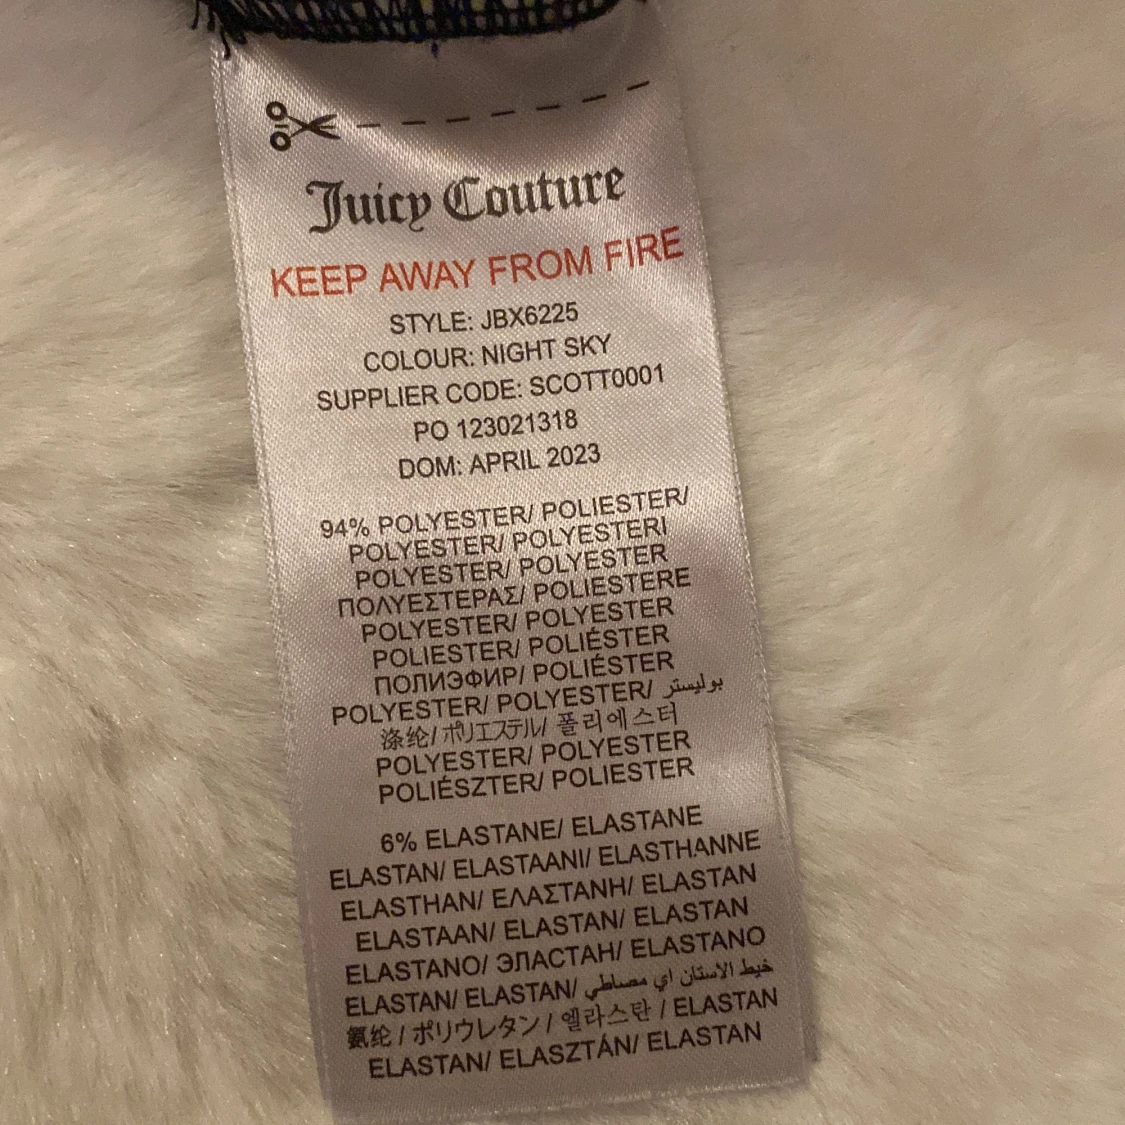 Juicy Couture
KEEP AWAY FROM FIRE
STYLE: JBX6225
COLOUR: NIGHT SKY
SUPPLIER CODE: SCOTT0001
PO 123021318
DOM: APRIL 2023
94% POLYESTER/ POLIESTER/
POLYESTER/ POLYESTERI
POLYESTER/ POLYESTER
ΠΟΛΥΕΣΤΕΡΑΣ/ POLIESTERE
POLYESTER/ POLYESTER
POLIESTER/ POLIÉSTER
ПОЛИЭФИР/ POLIÉSTER
POLYESTER/ POLYESTER/ بوليستر
涤纶/ ポリエステル/ 폴리에스터
POLYESTER/ POLYESTER
POLIÉSZTER/ POLIESTER
6% ELASTANE/ ELASTANE
ELASTAN/ ELASTAANI/ ELASTHANNE
ELASTHAN/ ΕΛΑΣΤΑΝΗ/ ELASTAN
ELASTAAN/ ELASTAN/ ELASTAN
ELASTANO/ ЭЛАСТАН/ ELASTANO
ELASTAN/ ELASTAN/ خيط الاستان اي مصاطي
氨纶 / ポリウレタン / 엘라스탄 / ELASTAN
ELASTAN/ ELASZTÁN/ ELASTAN